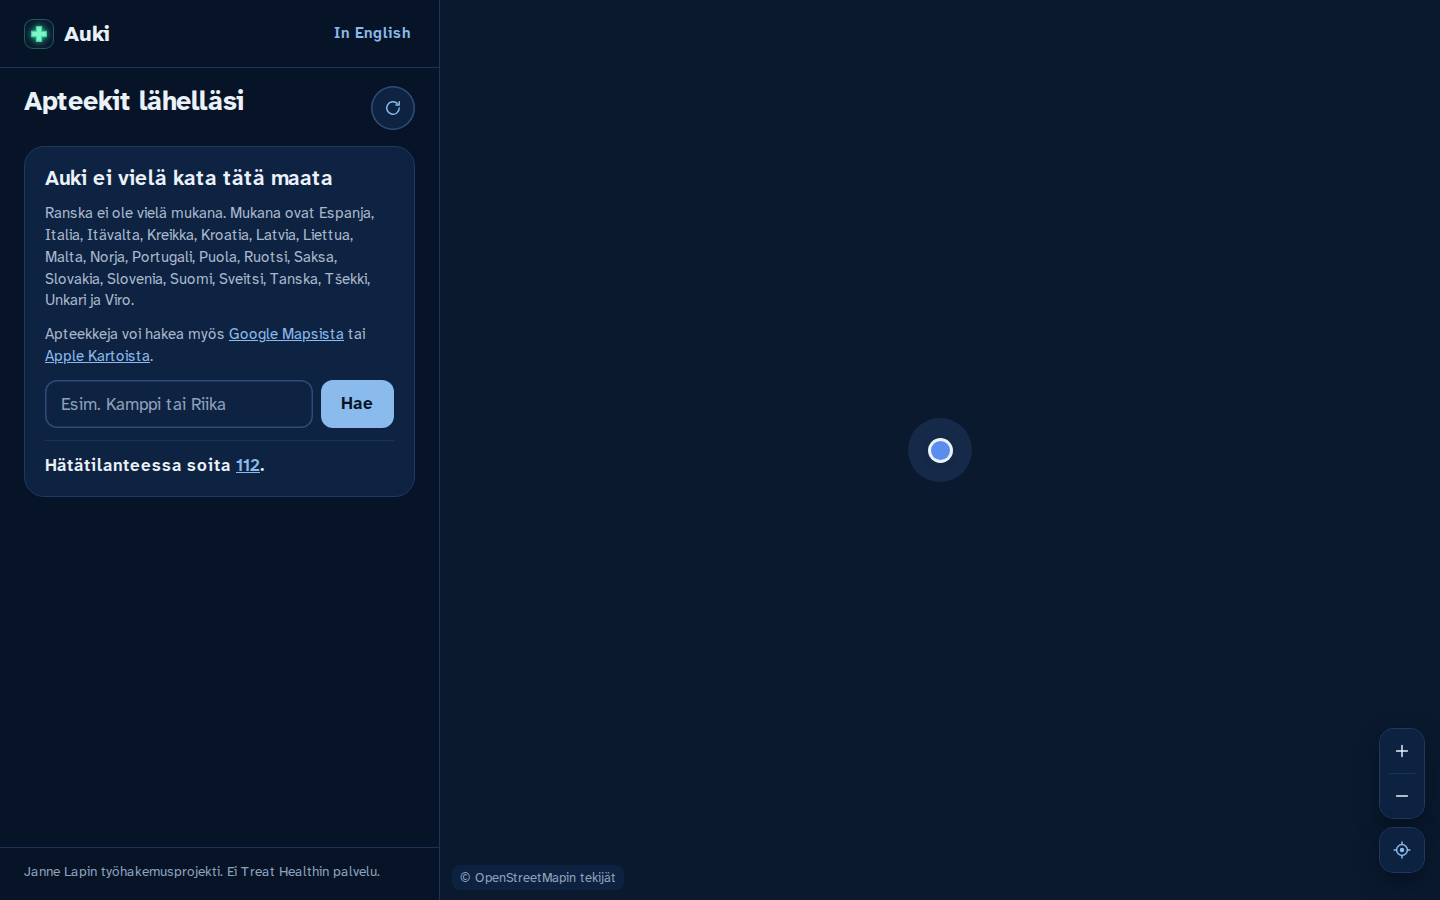 Auki
In English
Apteekit lähelläsi
Auki ei vielä kata tätä maata
Ranska ei ole vielä mukana. Mukana ovat Espanja,
Italia, Itävalta, Kreikka, Kroatia, Latvia, Liettua,
Malta, Norja, Portugali, Puola, Ruotsi, Saksa,
Slovakia, Slovenia, Suomi, Sveitsi, Tanska, Tšekki,
Unkari ja Viro.
Apteekkeja voi hakea myös Google Mapsista tai
Apple Kartoista.
Esim. Kamppi tai Riika
Hae
Hätätilanteessa soita 112.
Janne Lapin työhakemusprojekti. Ei Treat Healthin palvelu.
© OpenStreetMapin tekijät